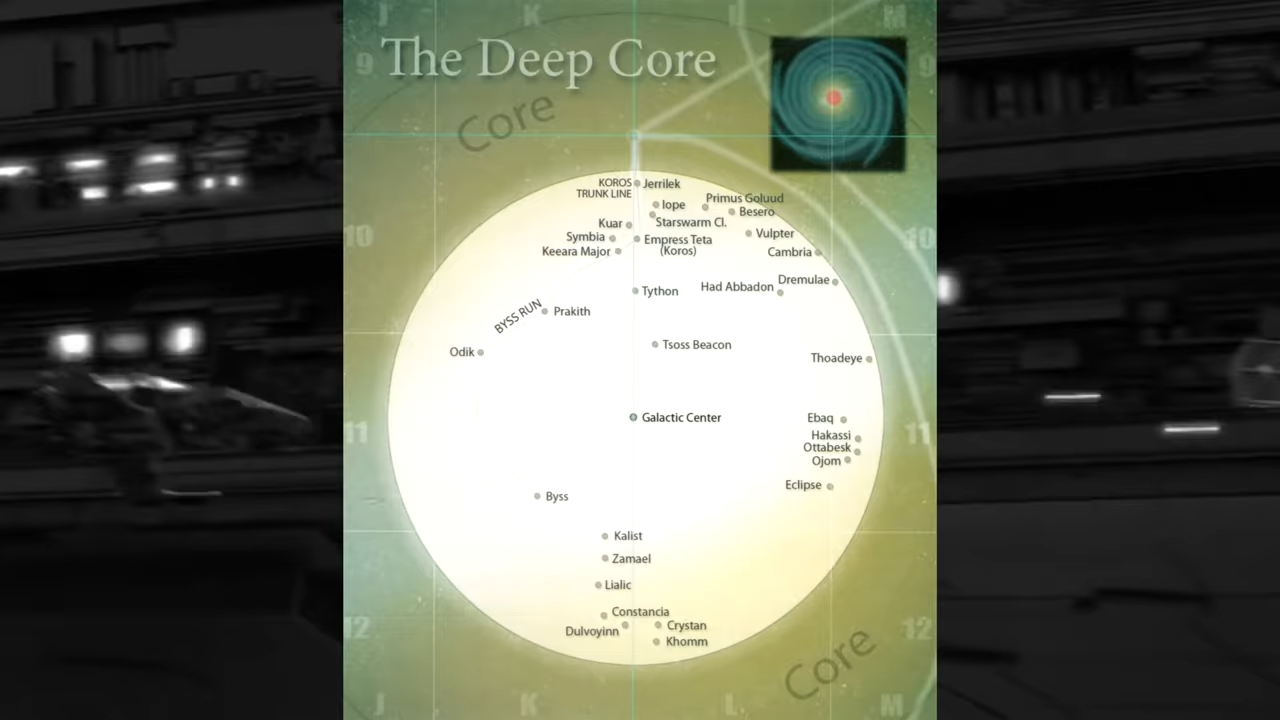 J K L M
9 The Deep Core 9
Core
KOROS
TRUNK LINE
Jerrilek
Iope
Primus Goluud
Besero
Starswarm Cl.
Kuar
Vulpter
Symbia
Empress Teta
(Koros)
Keeara Major
Cambria
10 10
Dremulae
Had Abbadon
Tython
BYSS RUN
Prakith
Tsoss Beacon
Odik
Thoadeye
Galactic Center
Ebaq
11 11
Hakassi
Ottabesk
Ojom
Eclipse
Byss
Kalist
Zamael
Lialic
Constancia
Dulvoyinn
Crystan
Khomm
12 12
Core
J K L M